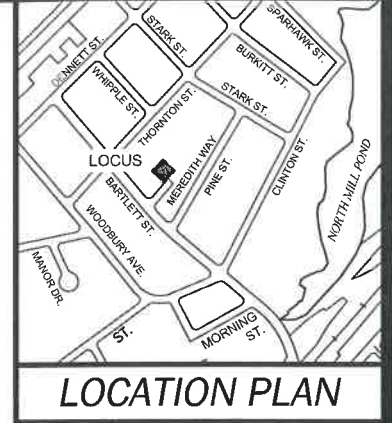 SPARHAWK ST.
STARK ST.
DENNETT ST.
BURKITT ST.
WHIPPLE ST.
STARK ST.
THORNTON ST.
LOCUS
MEREDITH WAY
PINE ST.
CLINTON ST.
NORTH MILL POND
BARTLETT ST.
WOODBURY AVE.
MANOR DR.
ST.
MORNING
ST.
LOCATION PLAN